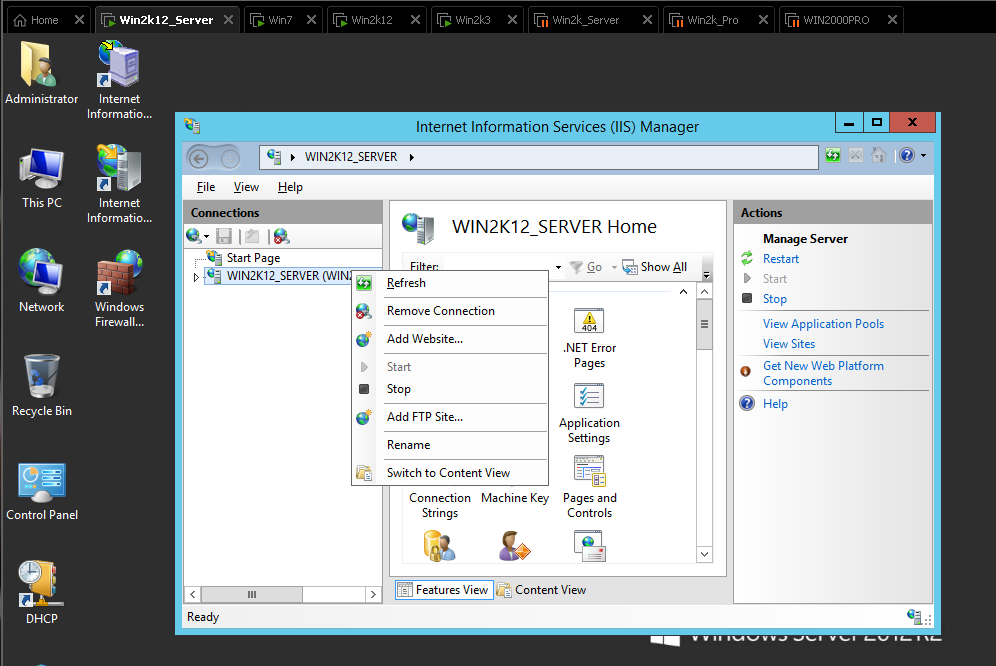 Home
Win2k12_Server
Win7
Win2k12
Win2k3
Win2k_Server
Win2k_Pro
WIN2000PRO
Administrator
Internet
Informatio...
This PC
Internet
Informatio...
Network
Windows
Firewall...
Recycle Bin
Control Panel
DHCP
Internet Information Services (IIS) Manager
WIN2K12_SERVER
File View Help
Connections
Start Page
WIN2K12_SERVER (WIN2
Refresh
Remove Connection
Add Website...
Start
Stop
Add FTP Site...
Rename
Switch to Content View
WIN2K12_SERVER Home
Filter: Go Show All
404
.NET Error
Pages
Application
Settings
Connection
Strings
Machine Key
Pages and
Controls
Features View
Content View
Actions
Manage Server
Restart
Start
Stop
View Application Pools
View Sites
Get New Web Platform
Components
Help
Ready
Windows Server 2012 R2